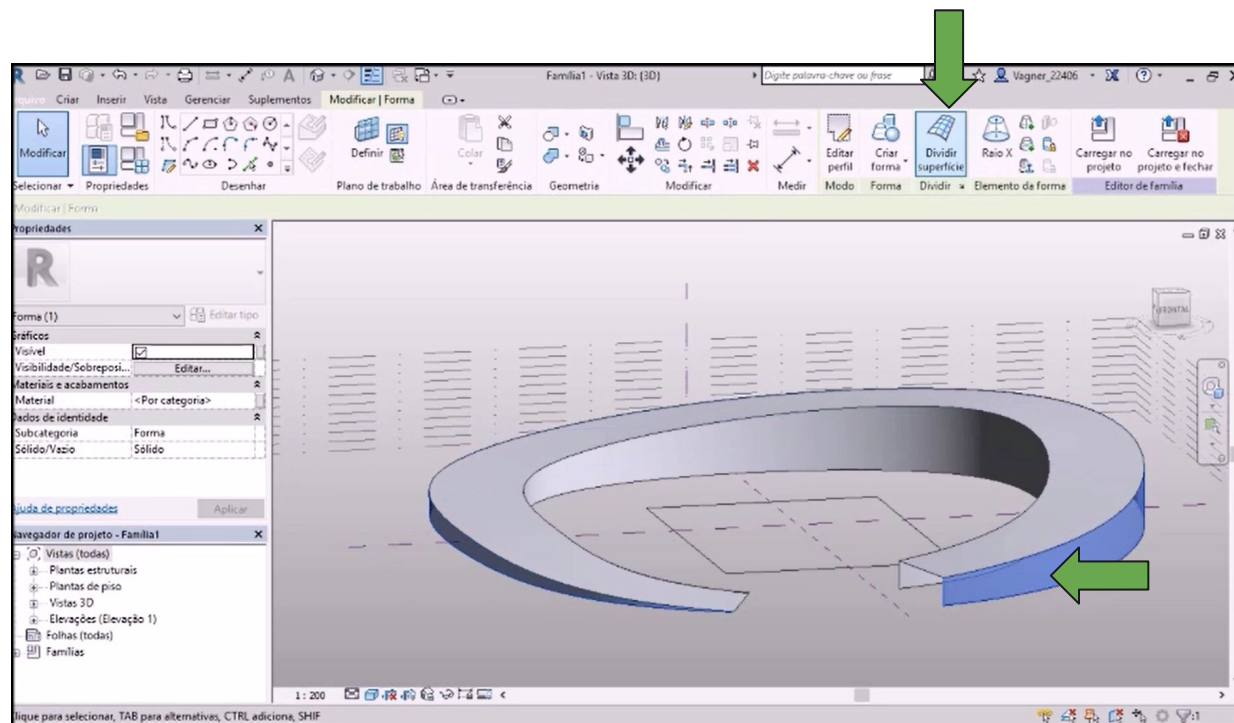 Família1 - Vista 3D: {3D}
Digite palavra-chave ou frase
Vagner_22406
Criar Inserir Vista Gerenciar Suplementos Modificar | Forma
Modificar
Definir
Colar
Editar perfil
Criar forma
Dividir superfície
Raio X
Carregar no projeto
Carregar no projeto e fechar
Selecionar Propriedades Desenhar Plano de trabalho Área de transferência Geometria Modificar Medir Modo Forma Dividir Elemento da forma Editor de família
Modificar | Forma
Propriedades
R
Forma (1) Editar tipo
Gráficos
Visível
Visibilidade/Sobreposi... Editar...
Materiais e acabamentos
Material <Por categoria>
Dados de identidade
Subcategoria Forma
Sólido/Vazio Sólido
Ajuda de propriedades Aplicar
Navegador de projeto - Família1
Vistas (todas)
Plantas estruturais
Plantas de piso
Vistas 3D
Elevações (Elevação 1)
Folhas (todas)
Famílias
FRONTAL
1 : 200
Clique para selecionar, TAB para alternativas, CTRL adiciona, SHIF
:1